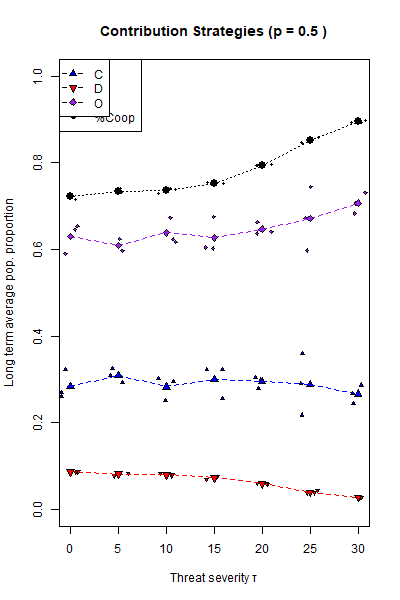 Contribution Strategies (p = 0.5 )
Long term average pop. proportion
1.0
0.8
0.6
0.4
0.2
0.0
C
D
O
%Coop
0 5 10 15 20 25 30
Threat severity τ